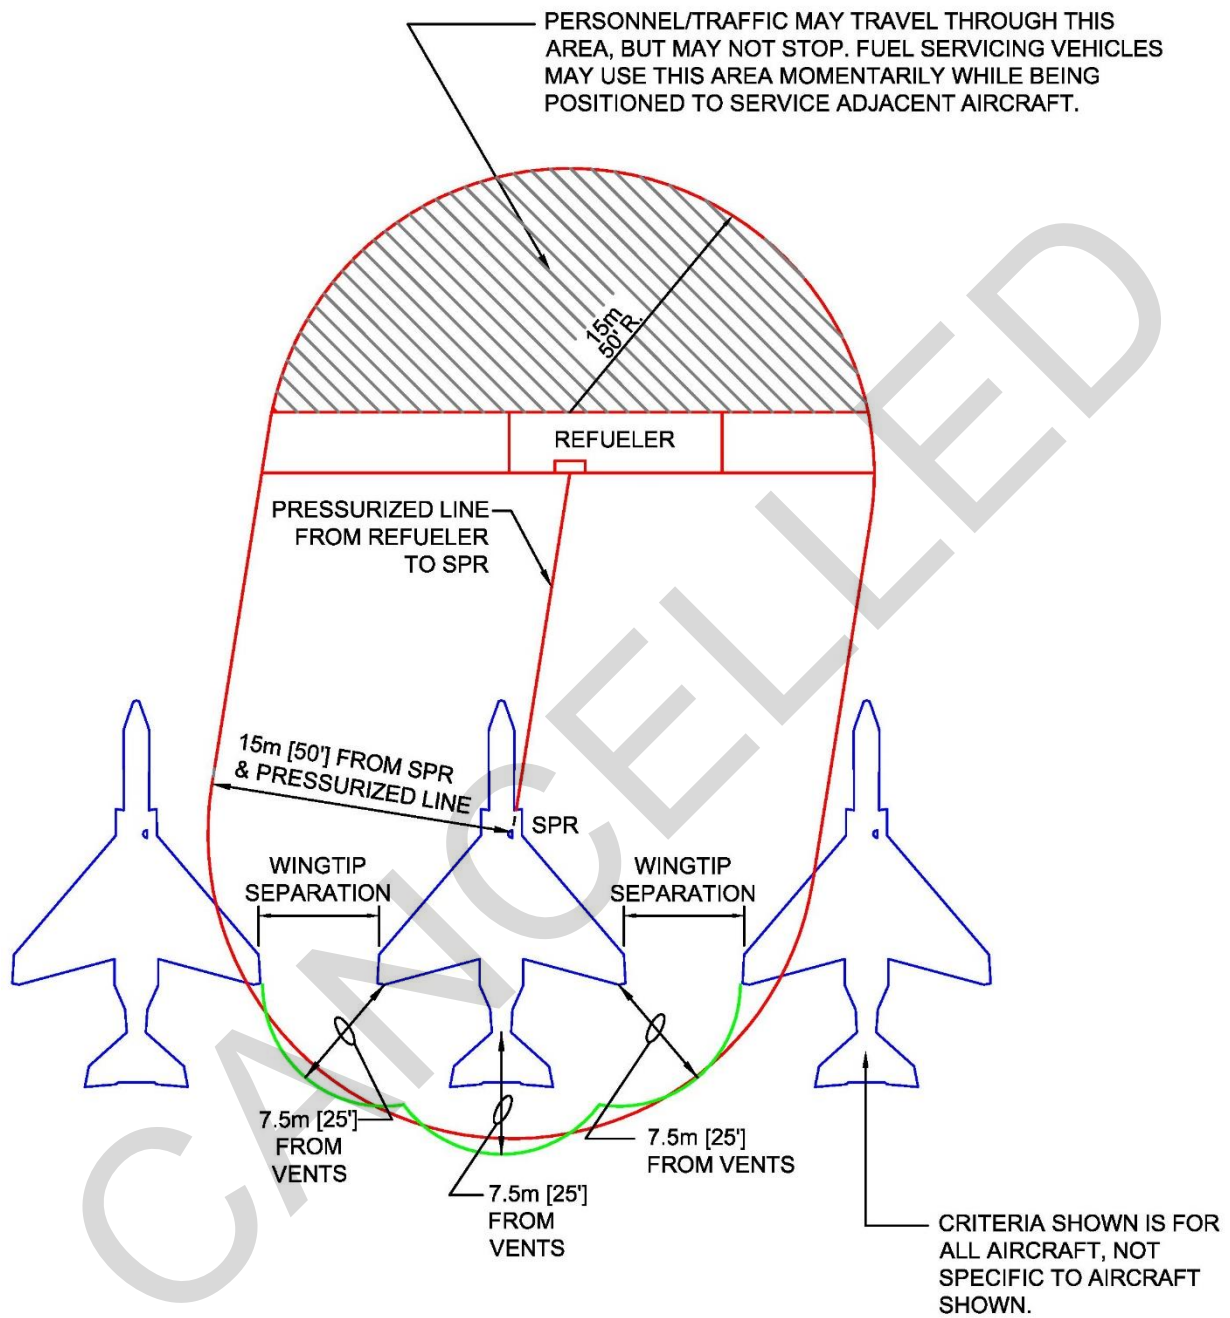 PERSONNEL/TRAFFIC MAY TRAVEL THROUGH THIS
AREA, BUT MAY NOT STOP. FUEL SERVICING VEHICLES
MAY USE THIS AREA MOMENTARILY WHILE BEING
POSITIONED TO SERVICE ADJACENT AIRCRAFT.
15m
50' R.
REFUELER
PRESSURIZED LINE
FROM REFUELER
TO SPR
15m [50'] FROM SPR
& PRESSURIZED LINE
SPR
WINGTIP
SEPARATION
WINGTIP
SEPARATION
7.5m [25']
FROM
VENTS
7.5m [25']
FROM
VENTS
7.5m [25']
FROM VENTS
CRITERIA SHOWN IS FOR
ALL AIRCRAFT, NOT
SPECIFIC TO AIRCRAFT
SHOWN.
CANCELLED